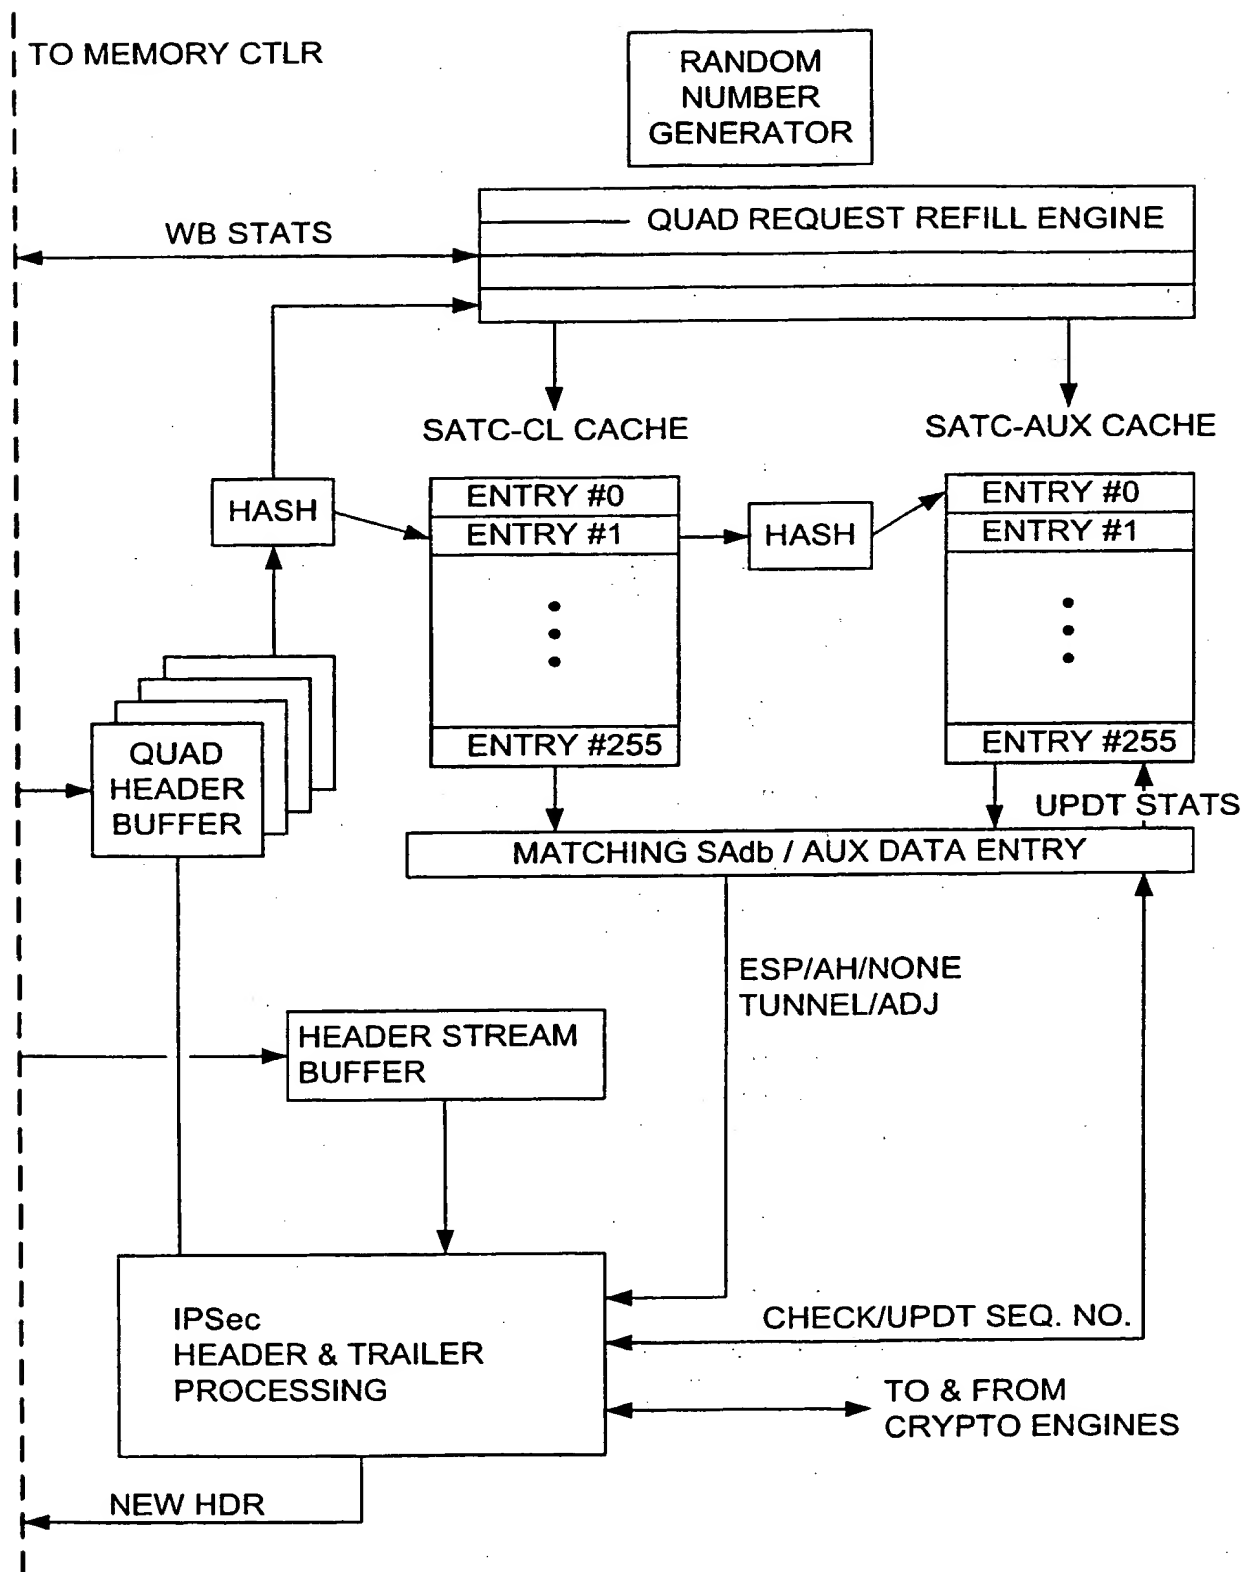 TO MEMORY CTLR
RANDOM
NUMBER
GENERATOR
WB STATS
QUAD REQUEST REFILL ENGINE
SATC-CL CACHE
SATC-AUX CACHE
HASH
ENTRY #0
ENTRY #1
ENTRY #255
HASH
ENTRY #0
ENTRY #1
ENTRY #255
QUAD
HEADER
BUFFER
UPDT STATS
MATCHING SAdb / AUX DATA ENTRY
ESP/AH/NONE
TUNNEL/ADJ
HEADER STREAM
BUFFER
IPSec
HEADER & TRAILER
PROCESSING
CHECK/UPDT SEQ. NO.
TO & FROM
CRYPTO ENGINES
NEW HDR